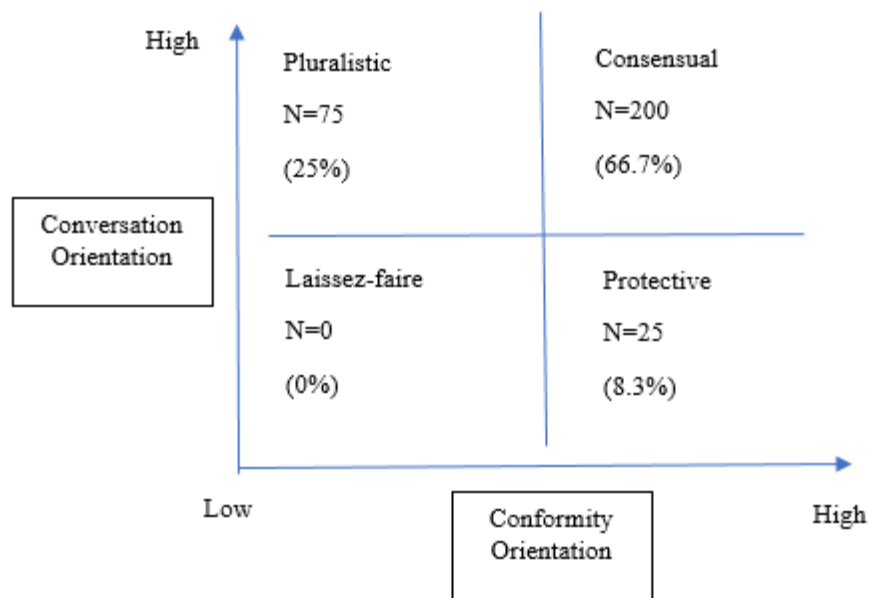 High
Pluralistic
N=75
(25%)
Consensual
N=200
(66.7%)
Conversation
Orientation
Laissez-faire
N=0
(0%)
Protective
N=25
(8.3%)
Low
Conformity
Orientation
High